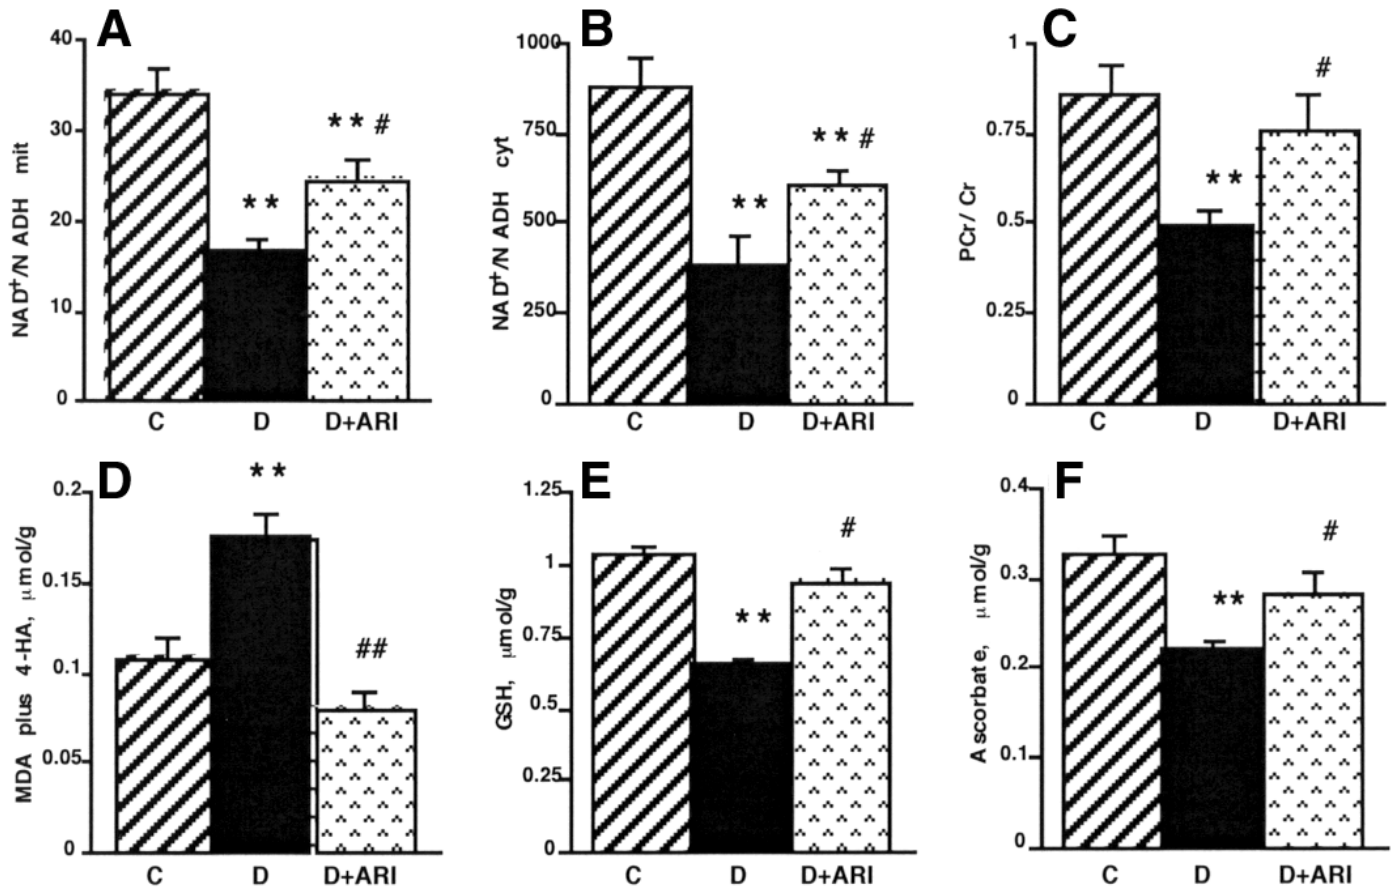 A
40
30
20
10
0
NAD+/N ADH mit
* *
* * #
C D D+ARI
B
1000
750
500
250
0
NAD+/N ADH cyt
* *
* * #
C D D+ARI
C
1
0.75
0.5
0.25
0
PCr / Cr
* *
#
C D D+ARI
D
0.2
0.15
0.1
0.05
0
MDA plus 4-HA, μmol/g
* *
##
C D D+ARI
E
1.25
1
0.75
0.5
0.25
0
GSH, μmol/g
* *
#
C D D+ARI
F
0.4
0.3
0.2
0.1
0
Ascorbate, μmol/g
**
#
C D D+ARI